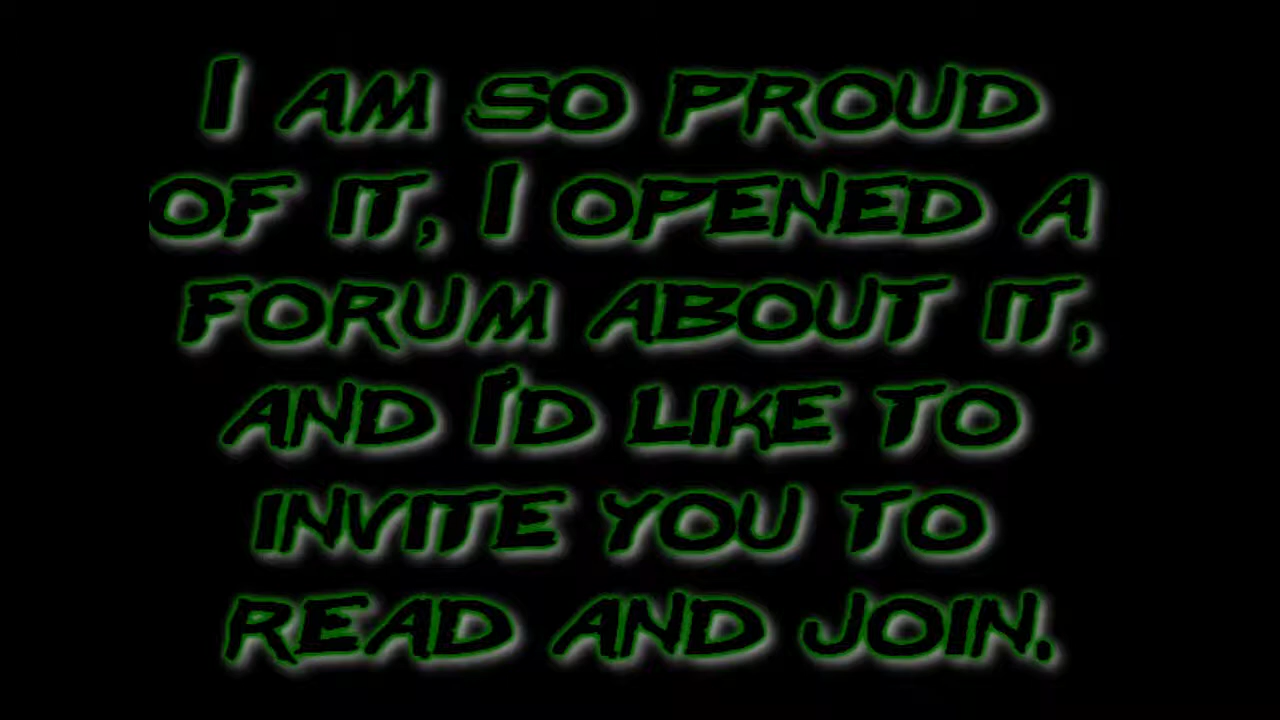 I AM SO PROUD
OF IT, I OPENED A
FORUM ABOUT IT,
AND I'D LIKE TO
INVITE YOU TO
READ AND JOIN.